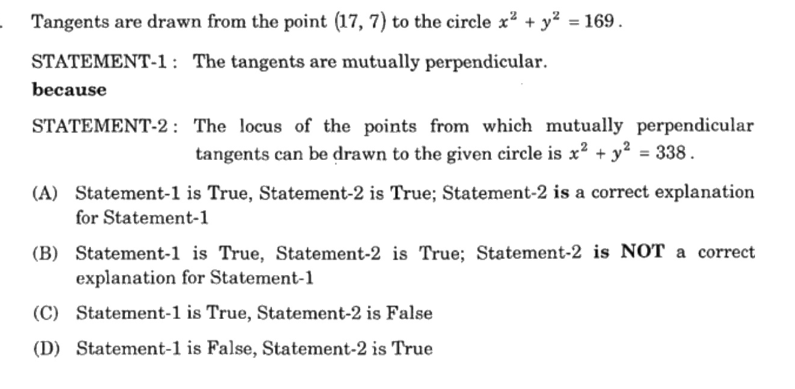 . Tangents are drawn from the point (17, 7) to the circle x² + y² = 169.
STATEMENT-1 : The tangents are mutually perpendicular.
because
STATEMENT-2 : The locus of the points from which mutually perpendicular
tangents can be drawn to the given circle is x² + y² = 338.
(A) Statement-1 is True, Statement-2 is True; Statement-2 is a correct explanation
for Statement-1
(B) Statement-1 is True, Statement-2 is True; Statement-2 is NOT a correct
explanation for Statement-1
(C) Statement-1 is True, Statement-2 is False
(D) Statement-1 is False, Statement-2 is True